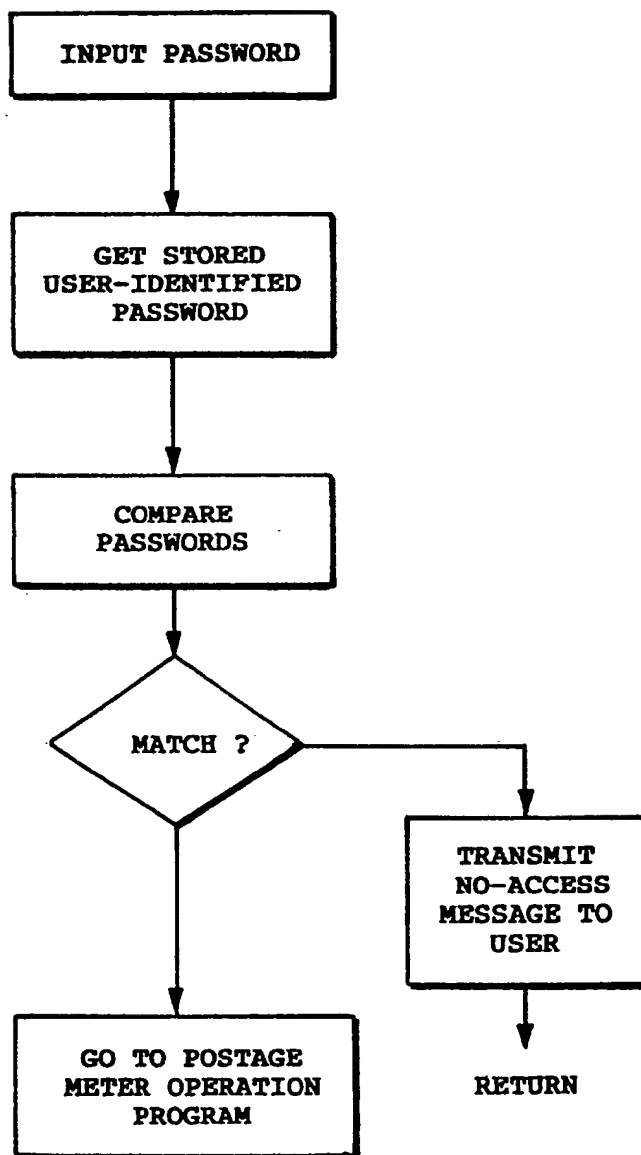 INPUT PASSWORD
GET STORED
USER-IDENTIFIED
PASSWORD
COMPARE
PASSWORDS
MATCH ?
TRANSMIT
NO-ACCESS
MESSAGE TO
USER
GO TO POSTAGE
METER OPERATION
PROGRAM
RETURN